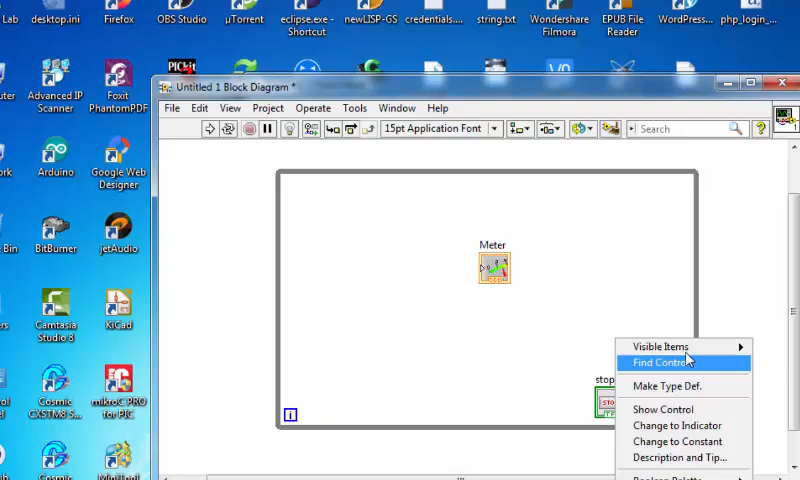 Lab
desktop.ini
Firefox
OBS Studio
µTorrent
eclipse.exe -
Shortcut
newLISP-GS
credentials....
string.txt
Wondershare
Filmora
EPUB File
Reader
WordPress...
php_login_...
Advanced IP
Scanner
Foxit
PhantomPDF
Arduino
Google Web
Designer
BitBurner
jetAudio
Camtasia
Studio 8
KiCad
Cosmic
CXSTM8 S...
mikroC PRO
for PIC
Cosmic
Untitled 1 Block Diagram *
File Edit View Project Operate Tools Window Help
15pt Application Font
Search
Meter
stop
i
Visible Items
Find Control
Make Type Def.
Show Control
Change to Indicator
Change to Constant
Description and Tip...